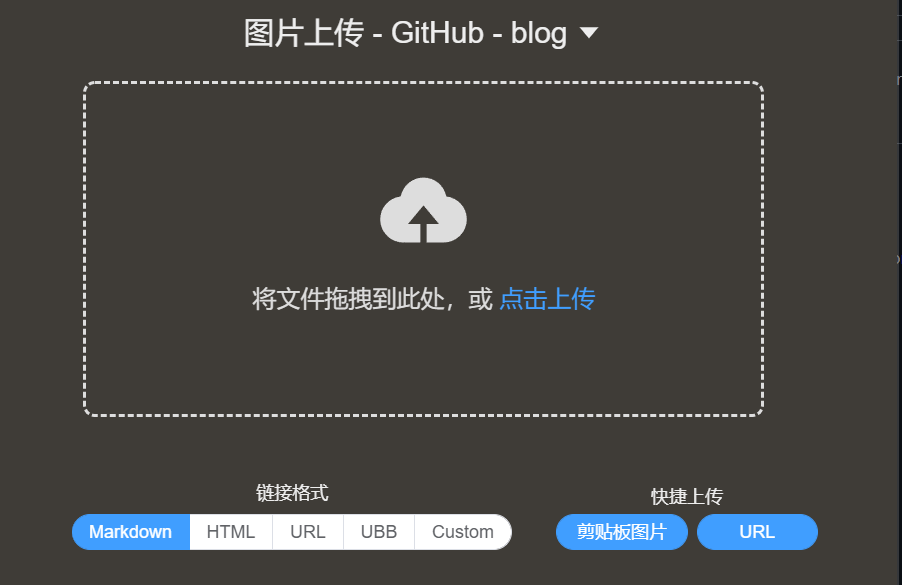 图片上传 - GitHub - blog
将文件拖拽到此处，或 点击上传
链接格式
快捷上传
Markdown HTML URL UBB Custom
剪贴板图片 URL